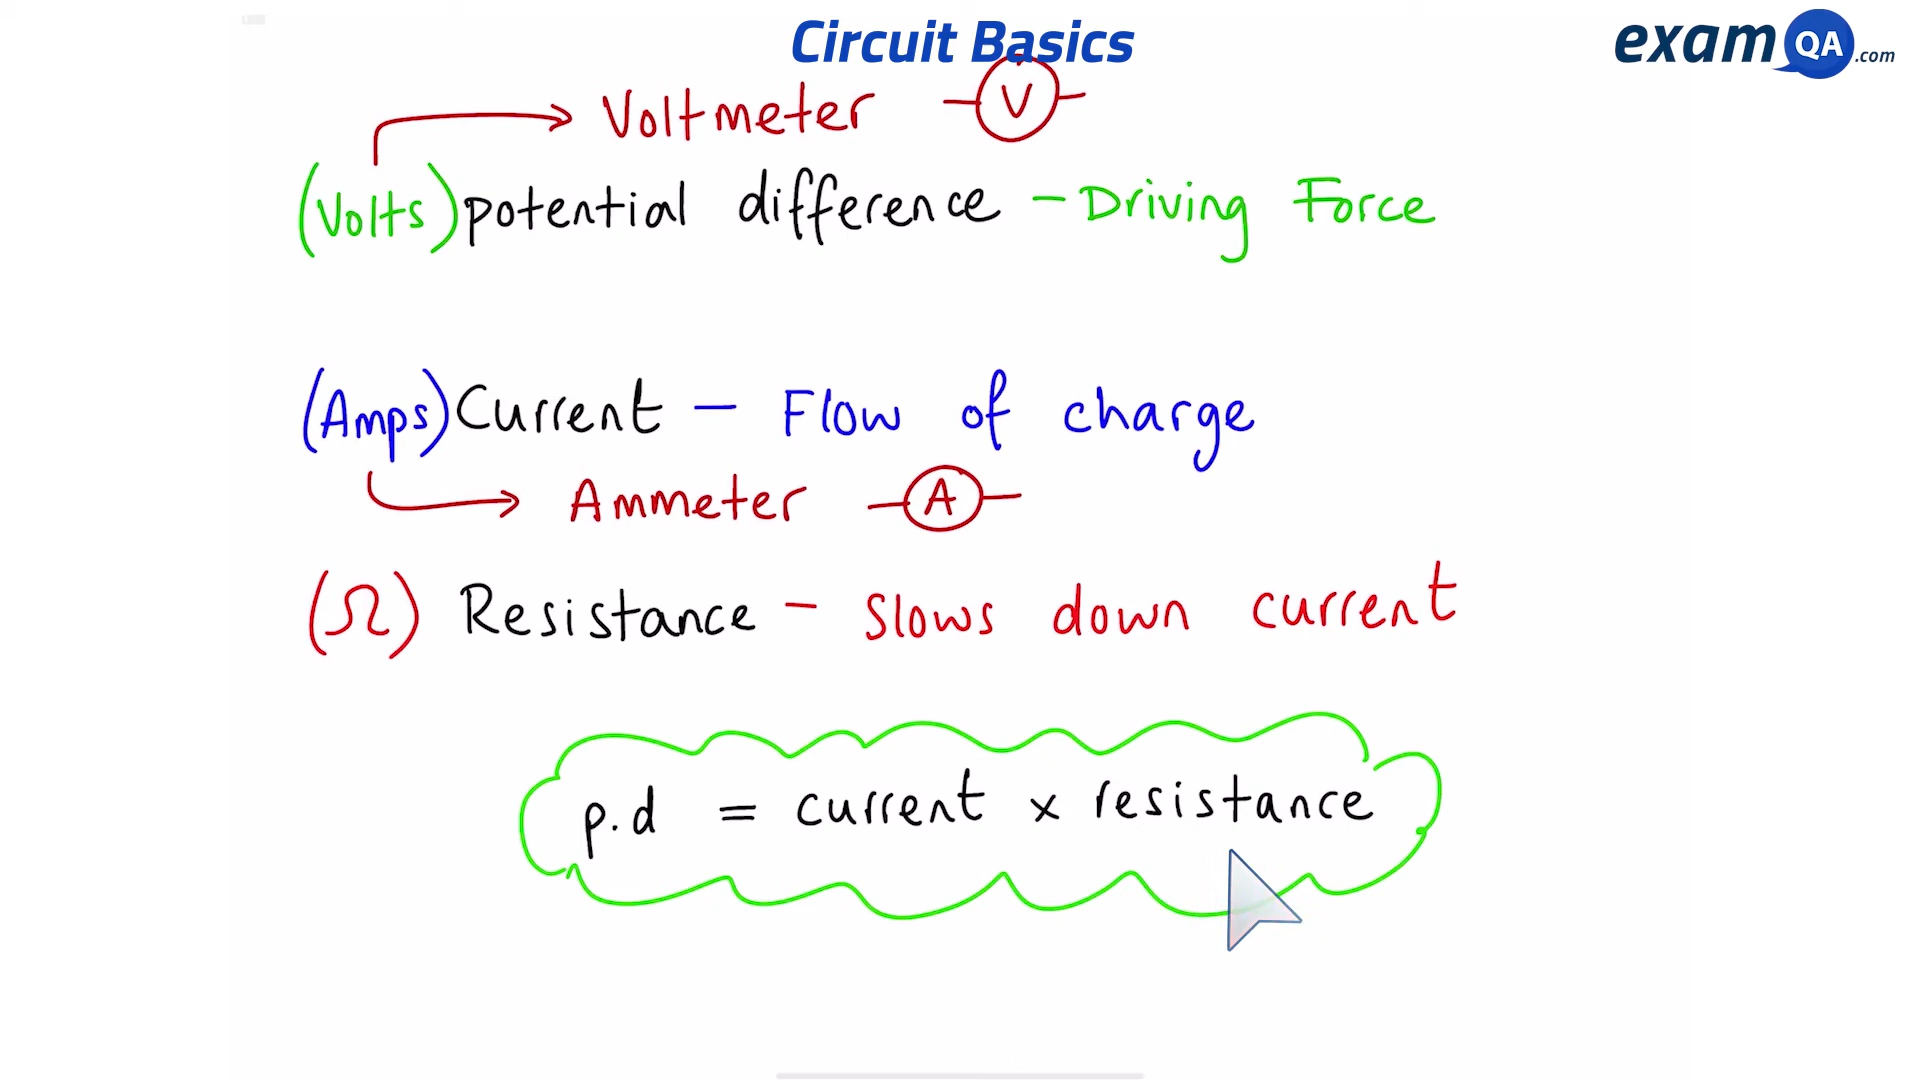 Circuit Basics
examQA.com
Voltmeter V
(Volts) potential difference - Driving Force
(Amps) Current - Flow of charge
Ammeter A
(Ω) Resistance - Slows down current
p.d = current x resistance